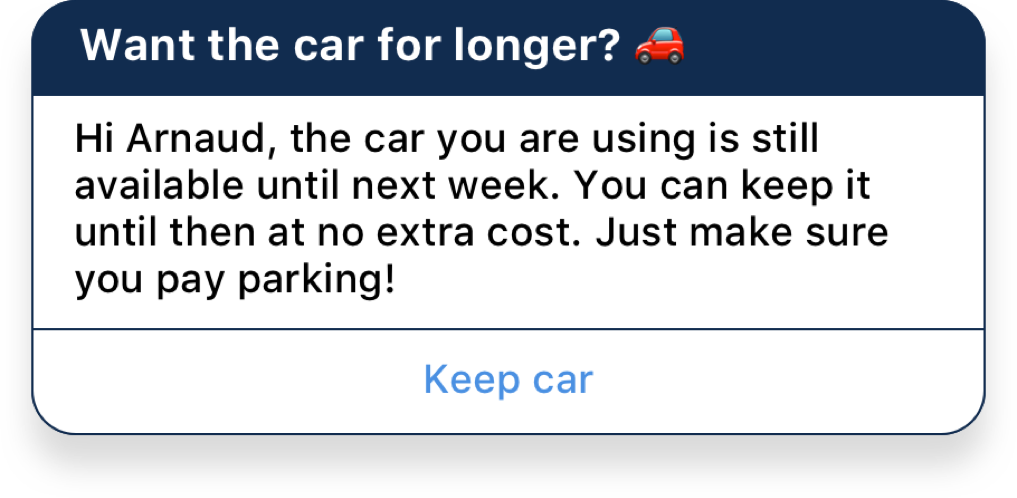 Want the car for longer? 🚗
Hi Arnaud, the car you are using is still
available until next week. You can keep it
until then at no extra cost. Just make sure
you pay parking!
Keep car